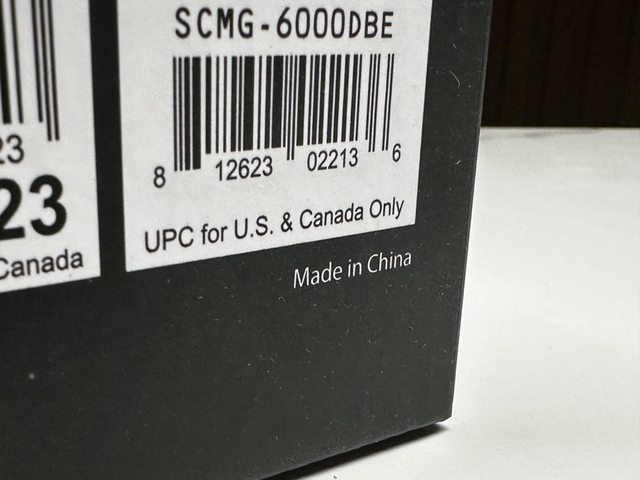 SCMG-6000DBE
8 12623 02213 6
UPC for U.S. & Canada Only
23
23
Canada
Made in China